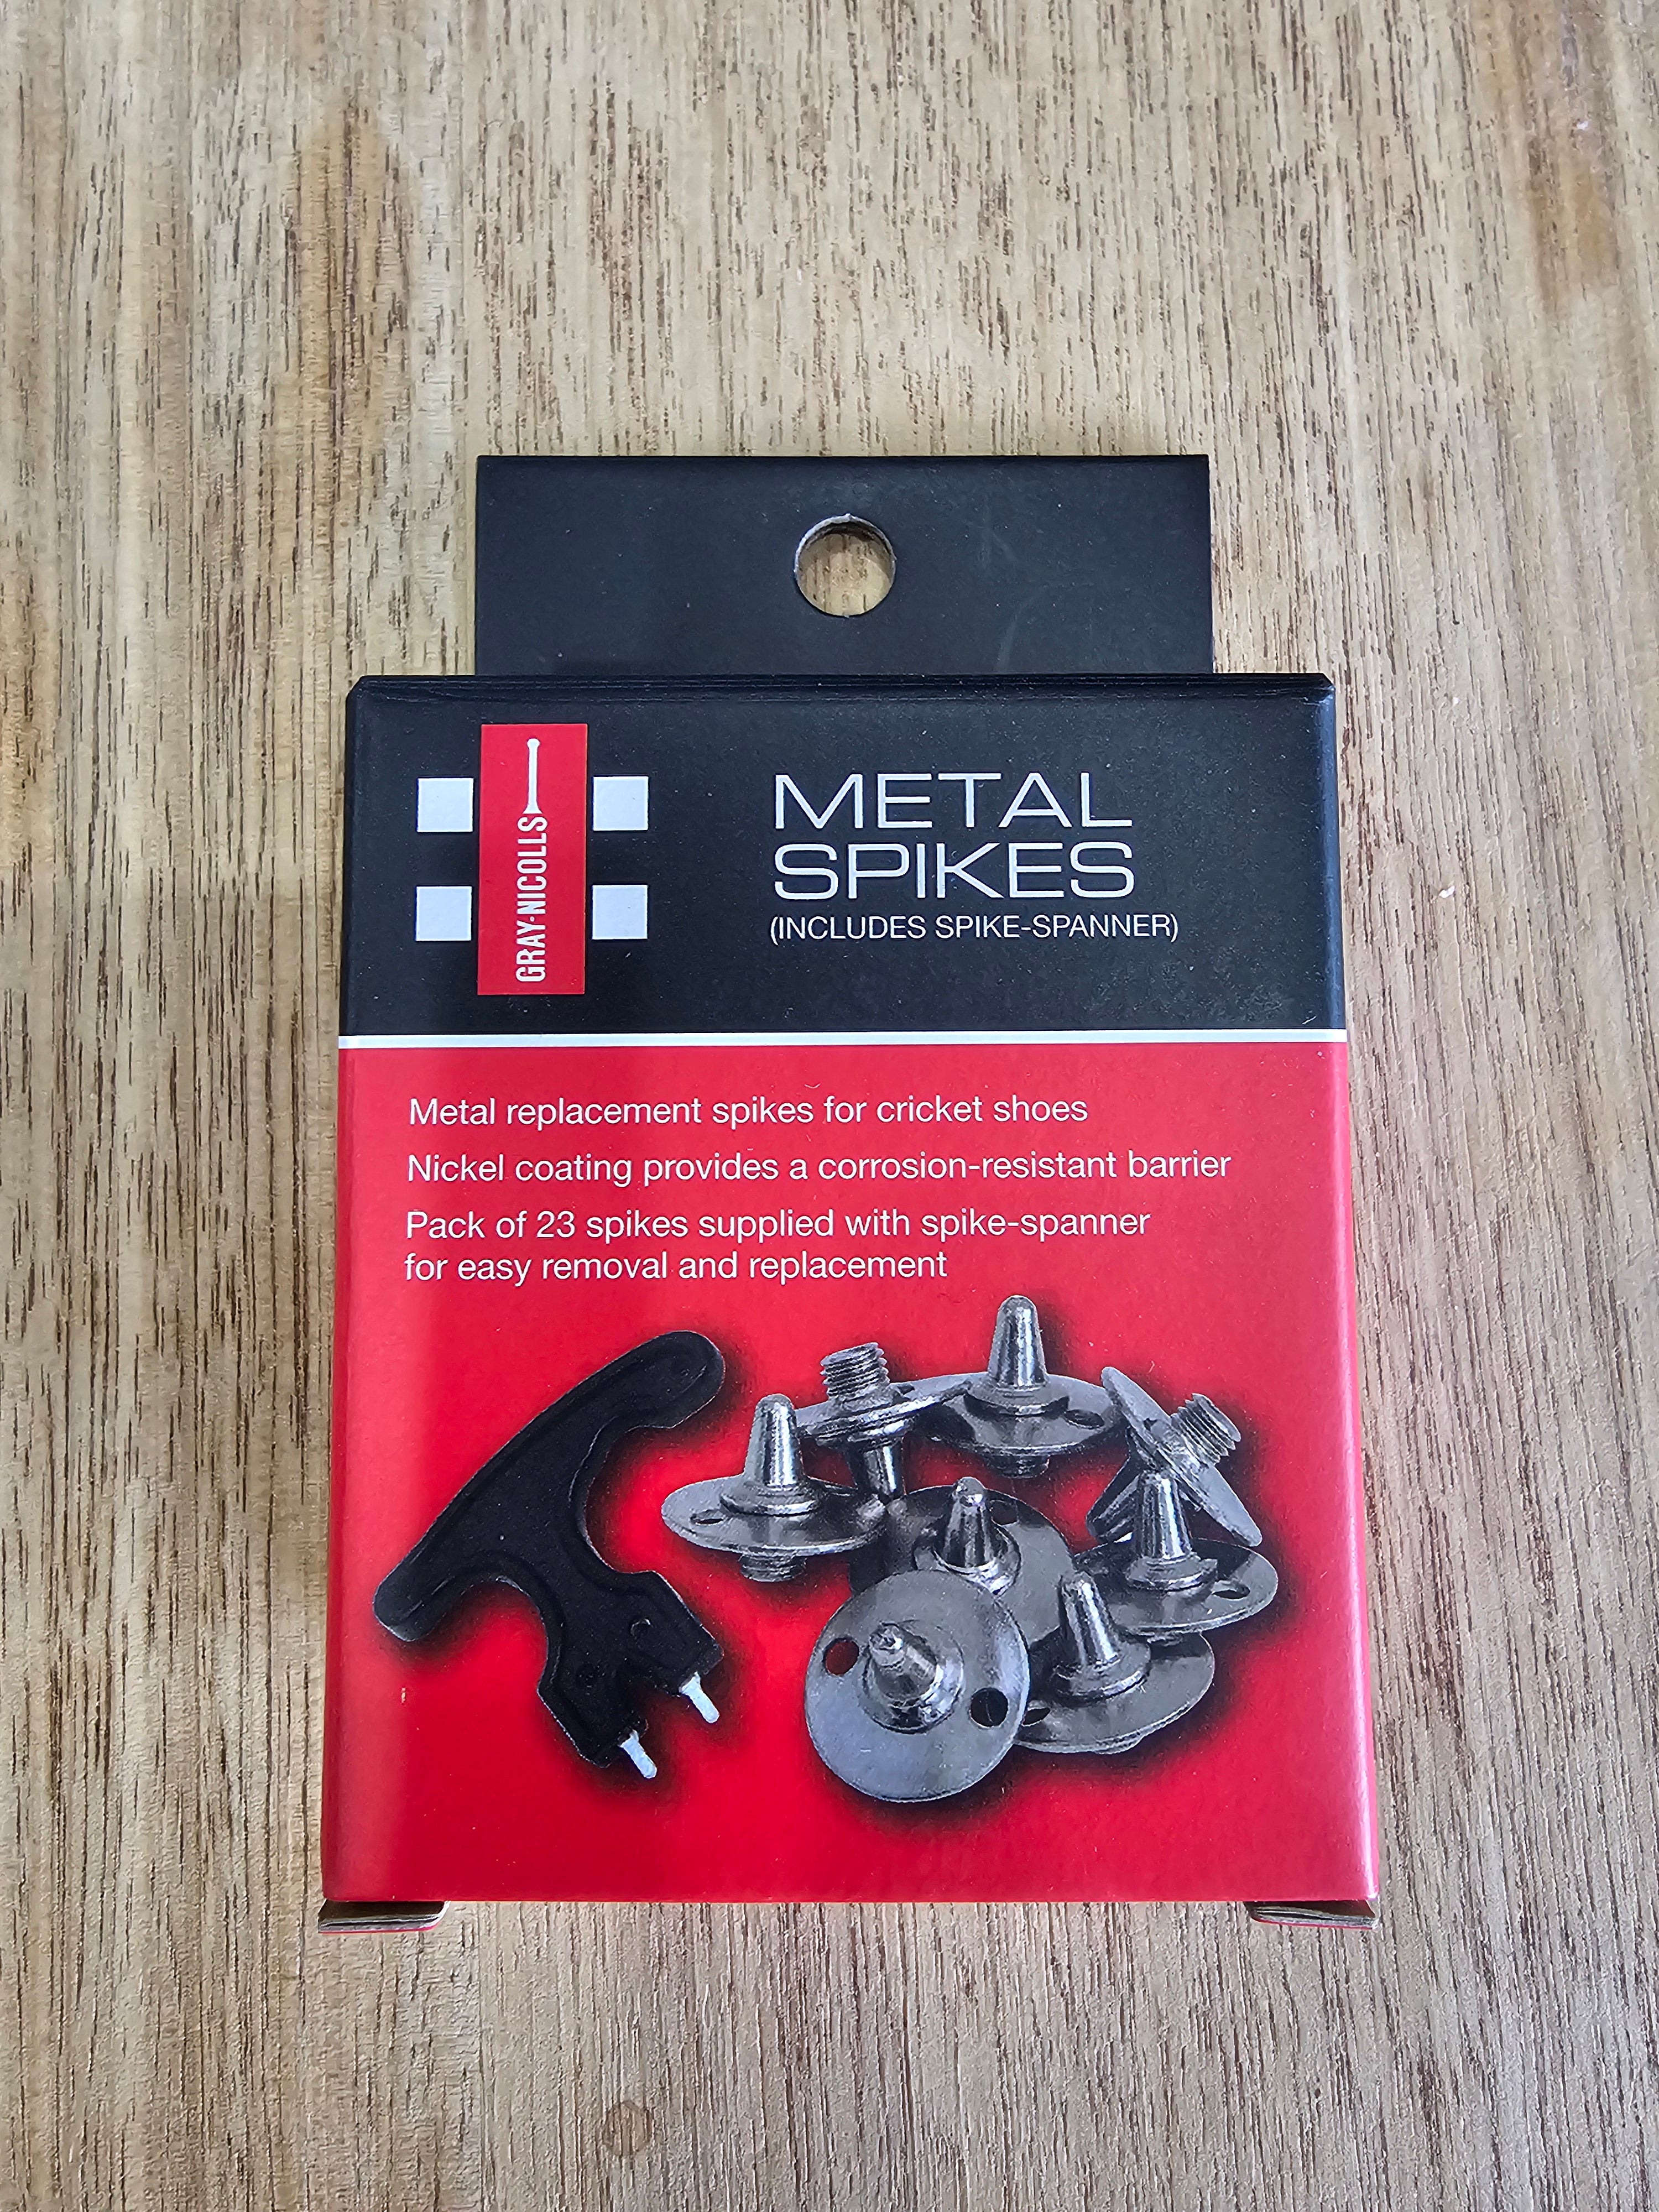 GRAY-NICOLLS
METAL
SPIKES
(INCLUDES SPIKE-SPANNER)
Metal replacement spikes for cricket shoes
Nickel coating provides a corrosion-resistant barrier
Pack of 23 spikes supplied with spike-spanner
for easy removal and replacement